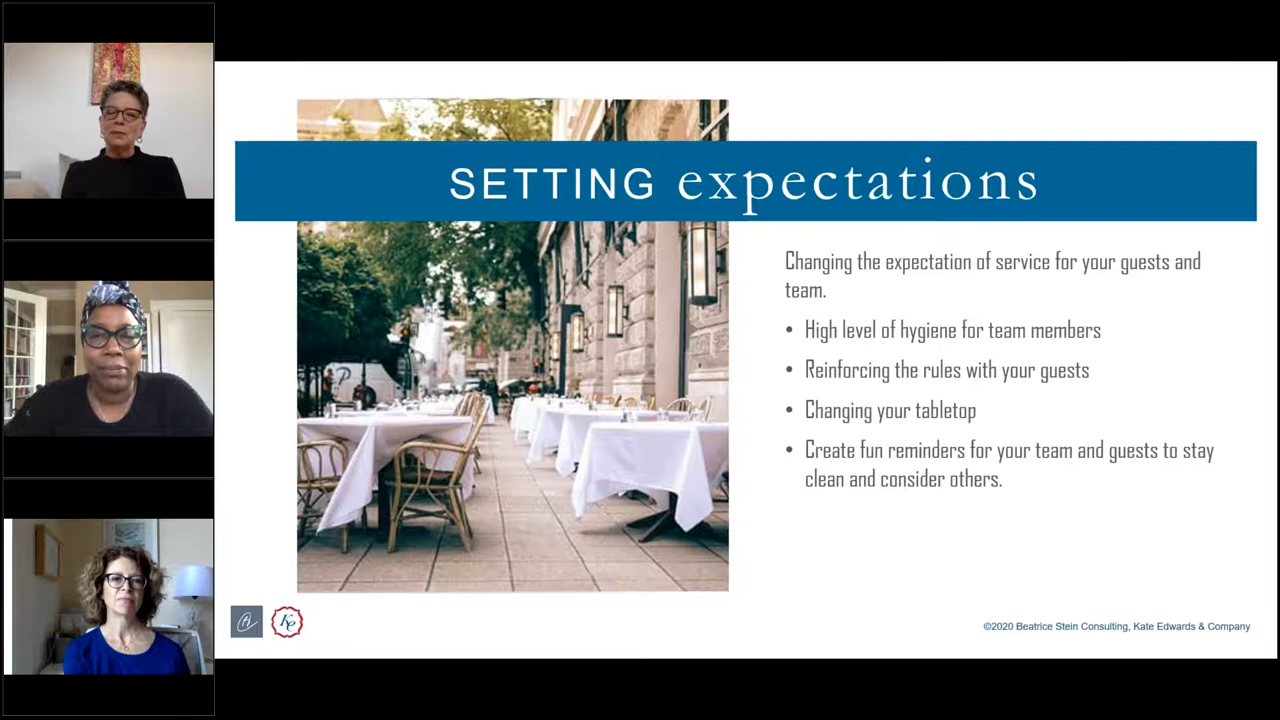 SETTING expectations
Changing the expectation of service for your guests and
team.
• High level of hygiene for team members
• Reinforcing the rules with your guests
• Changing your tabletop
• Create fun reminders for your team and guests to stay
clean and consider others.
Ke
©2020 Beatrice Stein Consulting, Kate Edwards & Company